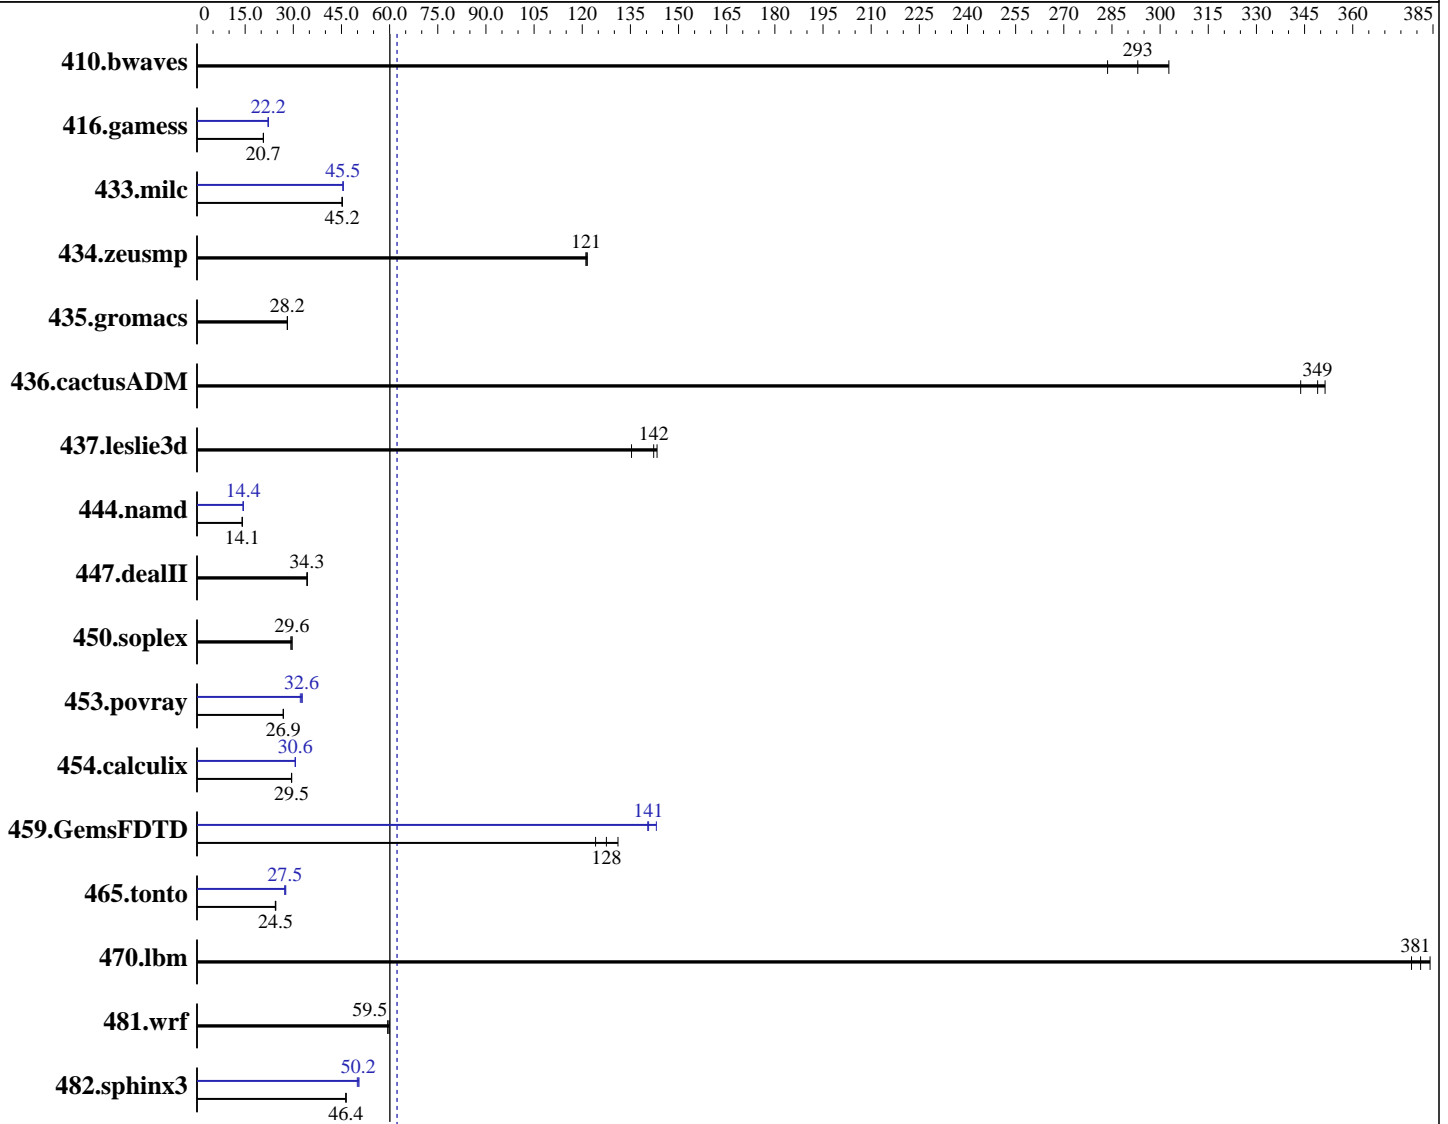 0 15.0 30.0 45.0 60.0 75.0 90.0 105 120 135 150 165 180 195 210 225 240 255 270 285 300 315 330 345 360 385
410.bwaves 293
416.gamess 22.2
20.7
433.milc 45.5
45.2
434.zeusmp 121
435.gromacs 28.2
436.cactusADM 349
437.leslie3d 142
444.namd 14.4
14.1
447.dealII 34.3
450.soplex 29.6
453.povray 32.6
26.9
454.calculix 30.6
29.5
459.GemsFDTD 141
128
465.tonto 27.5
24.5
470.lbm 381
481.wrf 59.5
482.sphinx3 50.2
46.4